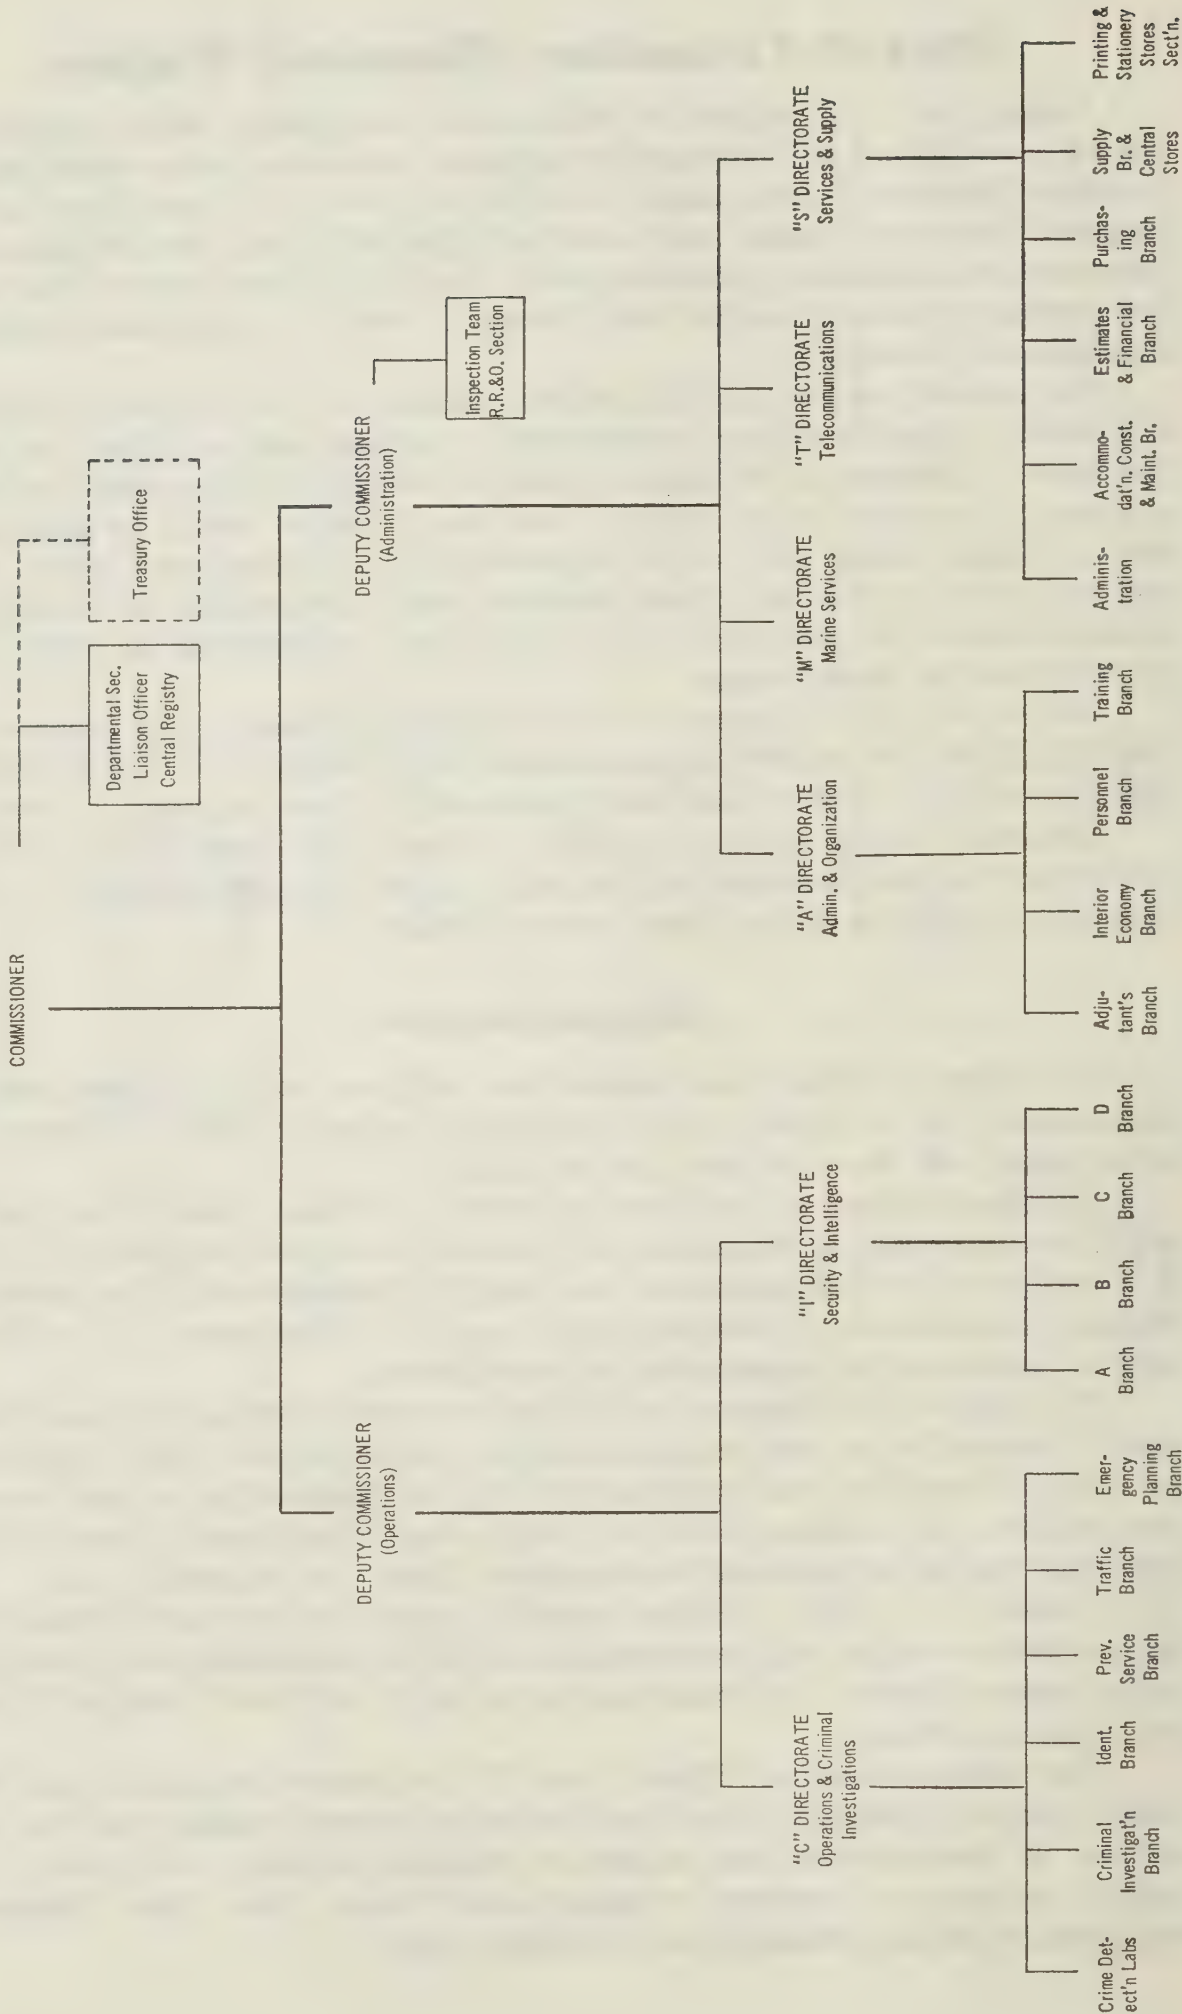 COMMISSIONER
Departmental Sec.
Liaison Officer
Central Registry
Treasury Office
DEPUTY COMMISSIONER
(Operations)
DEPUTY COMMISSIONER
(Administration)
Inspection Team
R.R.&O. Section
"C" DIRECTORATE
Operations & Criminal
Investigations
"I" DIRECTORATE
Security & Intelligence
"A" DIRECTORATE
Admin. & Organization
"M" DIRECTORATE
Marine Services
"T" DIRECTORATE
Telecommunications
"S" DIRECTORATE
Services & Supply
Crime Det-
ect'n Labs
Criminal
Investigat'n
Branch
Ident.
Branch
Prev.
Service
Branch
Traffic
Branch
Emer-
gency
Planning
Branch
A
Branch
B
Branch
C
Branch
D
Branch
Adju-
tant's
Branch
Interior
Economy
Branch
Personnel
Branch
Training
Branch
Adminis-
tration
Accommo-
dat'n. Const.
& Maint. Br.
Estimates
& Financial
Branch
Purchas-
ing
Branch
Supply
Br. &
Central
Stores
Printing &
Stationery
Stores
Sect'n.